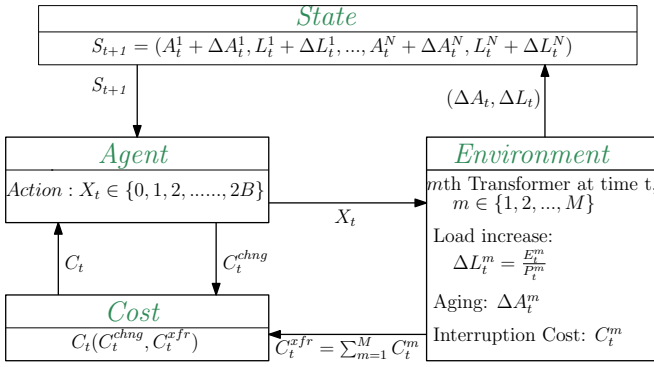 State
S_{t+1} = (A_t^1 + ΔA_t^1, L_t^1 + ΔL_t^1, ..., A_t^N + ΔA_t^N, L_t^N + ΔL_t^N)
S_{t+1}
(ΔA_t, ΔL_t)
Agent
Action : X_t ∈ {0, 1, 2, ......, 2B}
X_t
Environment
mth Transformer at time t.
m ∈ {1, 2, ..., M}
Load increase:
ΔL_t^m = E_t^m / P_t^m
Aging: ΔA_t^m
Interruption Cost: C_t^m
C_t
C_t^{chng}
Cost
C_t(C_t^{chng}, C_t^{xfr})
C_t^{xfr} = ∑_{m=1}^M C_t^m